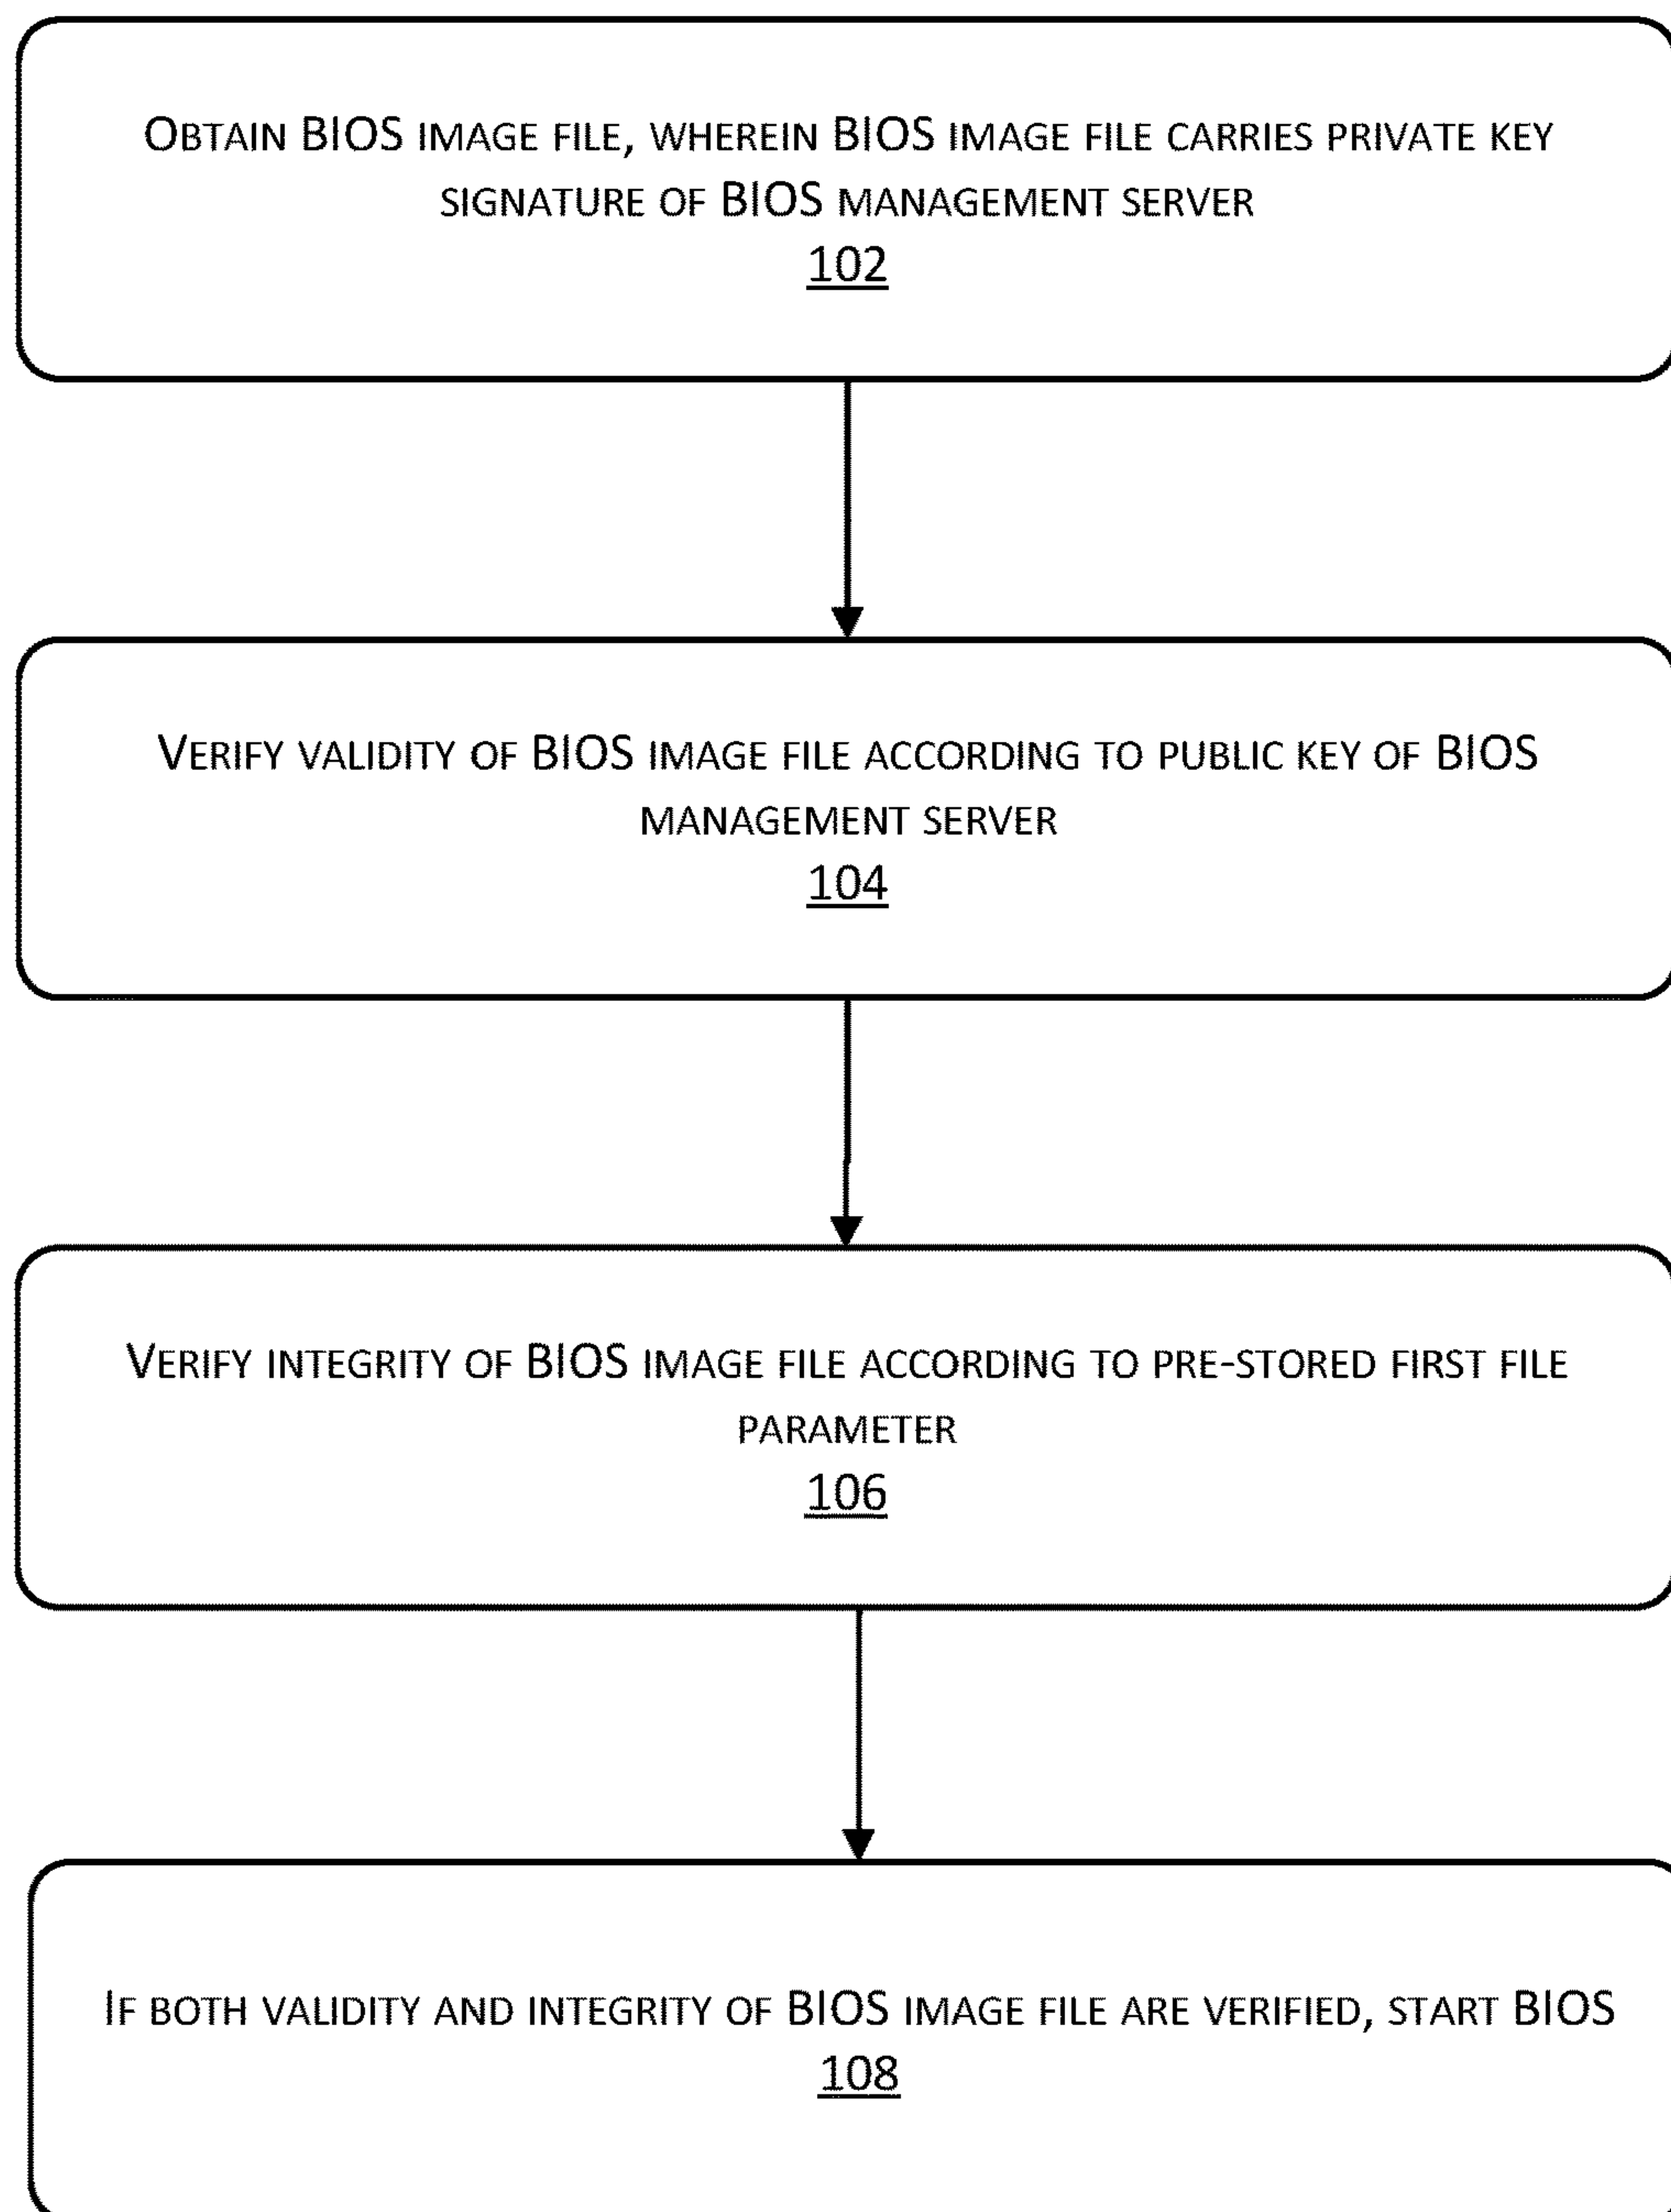 Obtain BIOS image file, wherein BIOS image file carries private key
signature of BIOS management server
102
Verify validity of BIOS image file according to public key of BIOS
management server
104
Verify integrity of BIOS image file according to pre-stored first file
parameter
106
If both validity and integrity of BIOS image file are verified, start BIOS
108